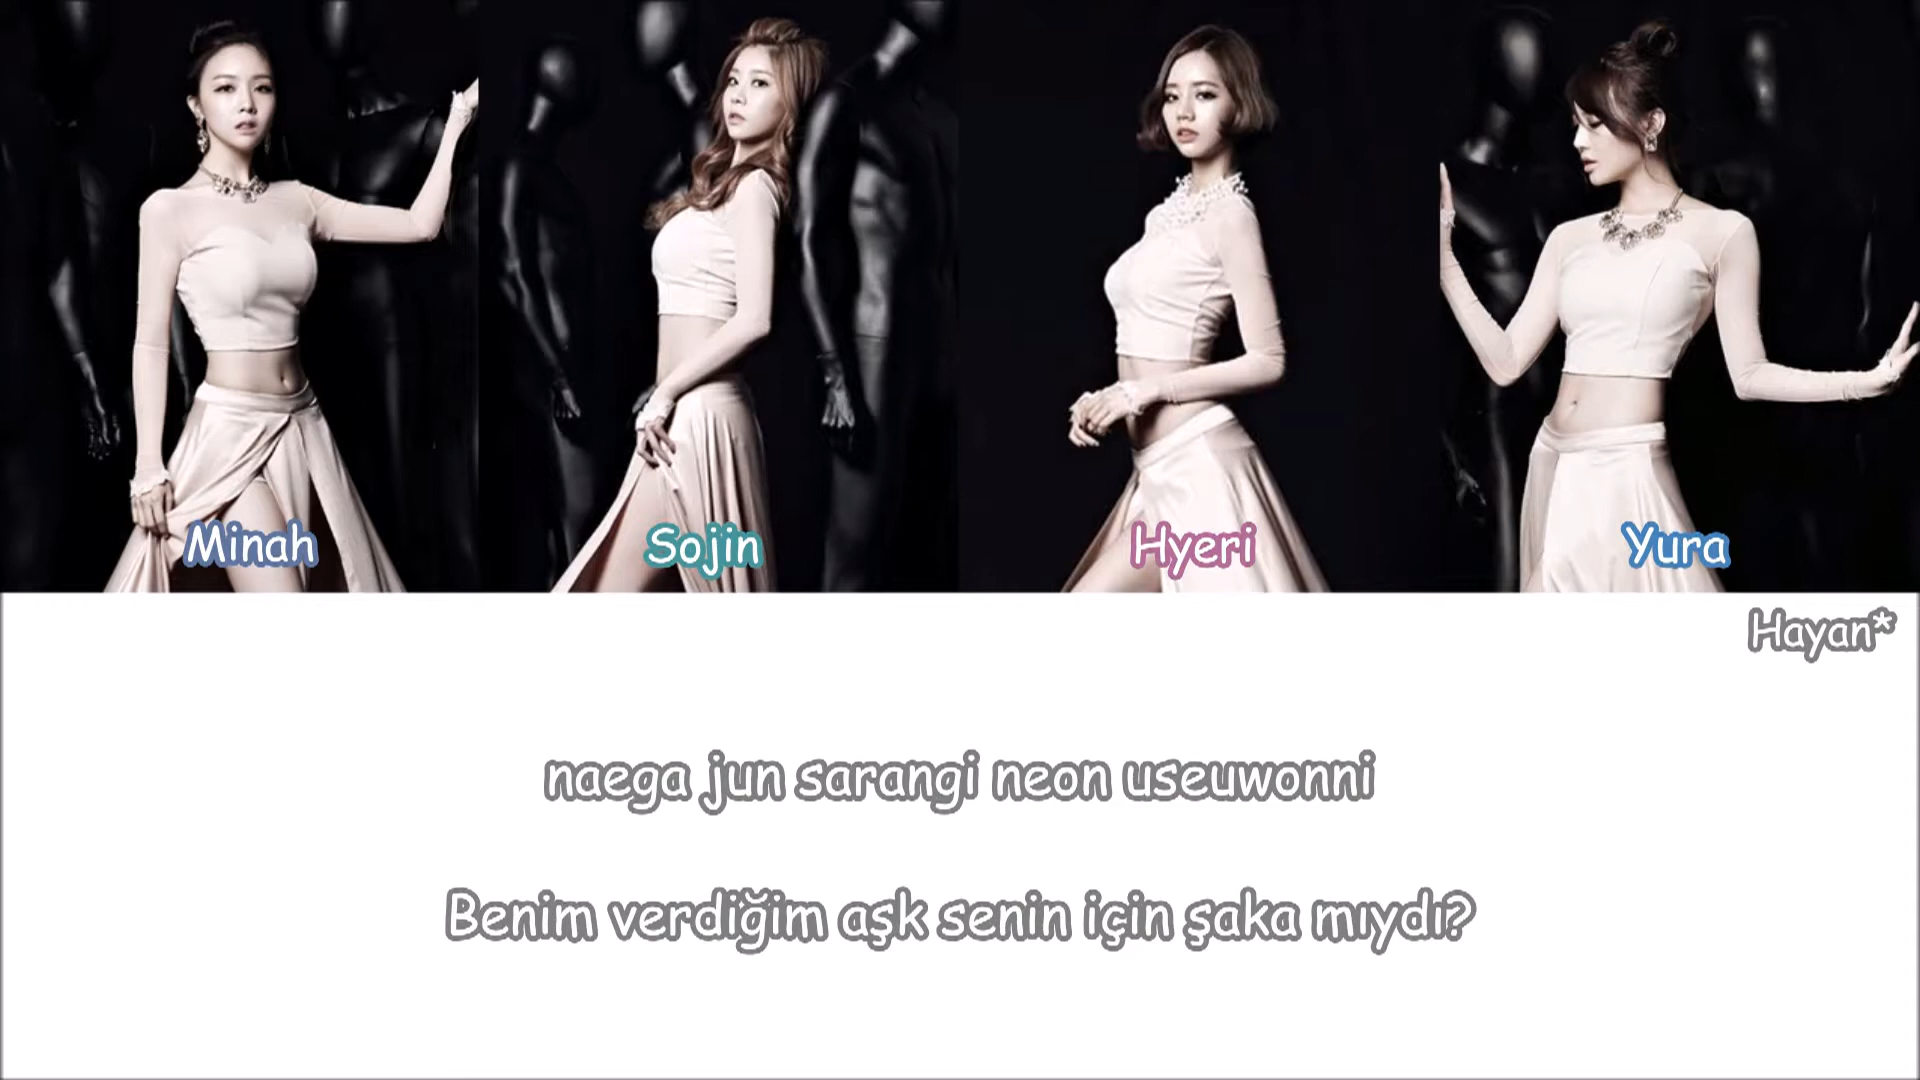 Minah
Sojin
Hyeri
Yura
Hayan*
naega jun sarangi neon useuwonni
Benim verdiğim aşk senin için şaka mıydı?